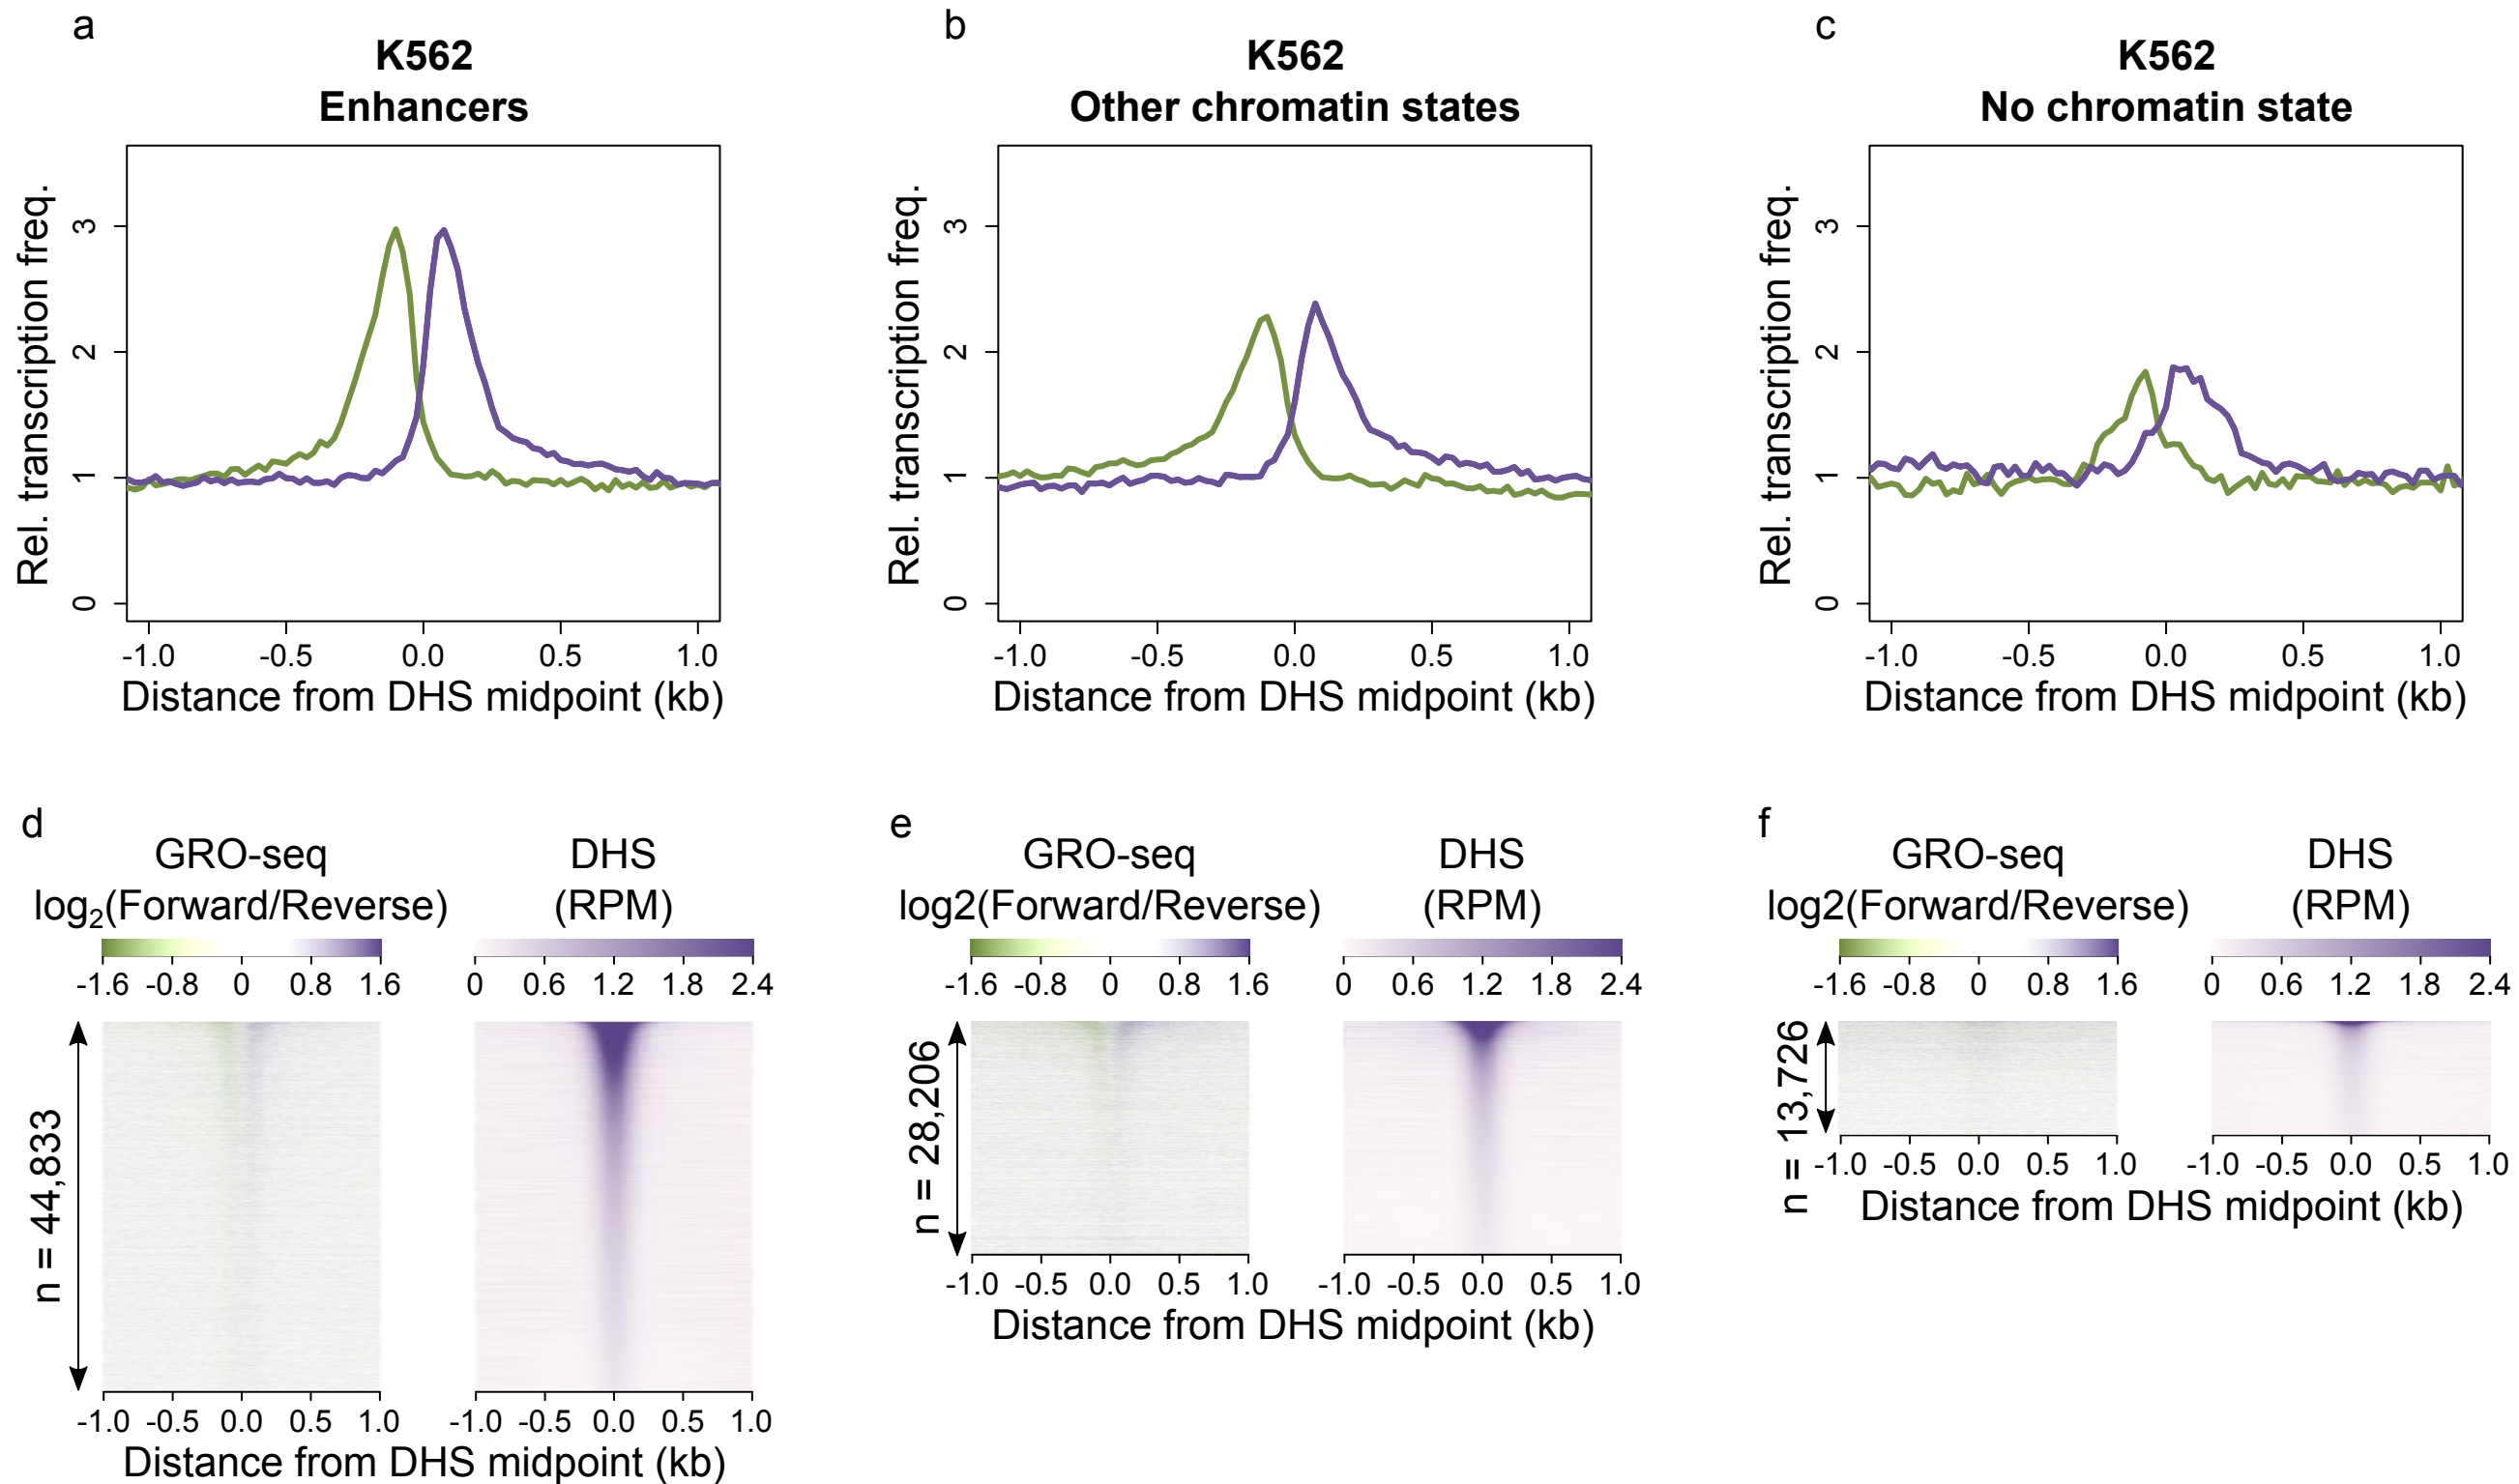 a
K562
Enhancers
Rel. transcription freq.
3
2
1
0
-1.0 -0.5 0.0 0.5 1.0
Distance from DHS midpoint (kb)
b
K562
Other chromatin states
Rel. transcription freq.
3
2
1
0
-1.0 -0.5 0.0 0.5 1.0
Distance from DHS midpoint (kb)
c
K562
No chromatin state
Rel. transcription freq.
3
2
1
0
-1.0 -0.5 0.0 0.5 1.0
Distance from DHS midpoint (kb)
d
GRO-seq
log₂(Forward/Reverse)
-1.6 -0.8 0 0.8 1.6
DHS
(RPM)
0 0.6 1.2 1.8 2.4
n = 44,833
-1.0 -0.5 0.0 0.5 1.0
-1.0 -0.5 0.0 0.5 1.0
Distance from DHS midpoint (kb)
e
GRO-seq
log2(Forward/Reverse)
-1.6 -0.8 0 0.8 1.6
DHS
(RPM)
0 0.6 1.2 1.8 2.4
n = 28,206
-1.0 -0.5 0.0 0.5 1.0
-1.0 -0.5 0.0 0.5 1.0
Distance from DHS midpoint (kb)
f
GRO-seq
log2(Forward/Reverse)
-1.6 -0.8 0 0.8 1.6
DHS
(RPM)
0 0.6 1.2 1.8 2.4
n = 13,726
-1.0 -0.5 0.0 0.5 1.0
-1.0 -0.5 0.0 0.5 1.0
Distance from DHS midpoint (kb)